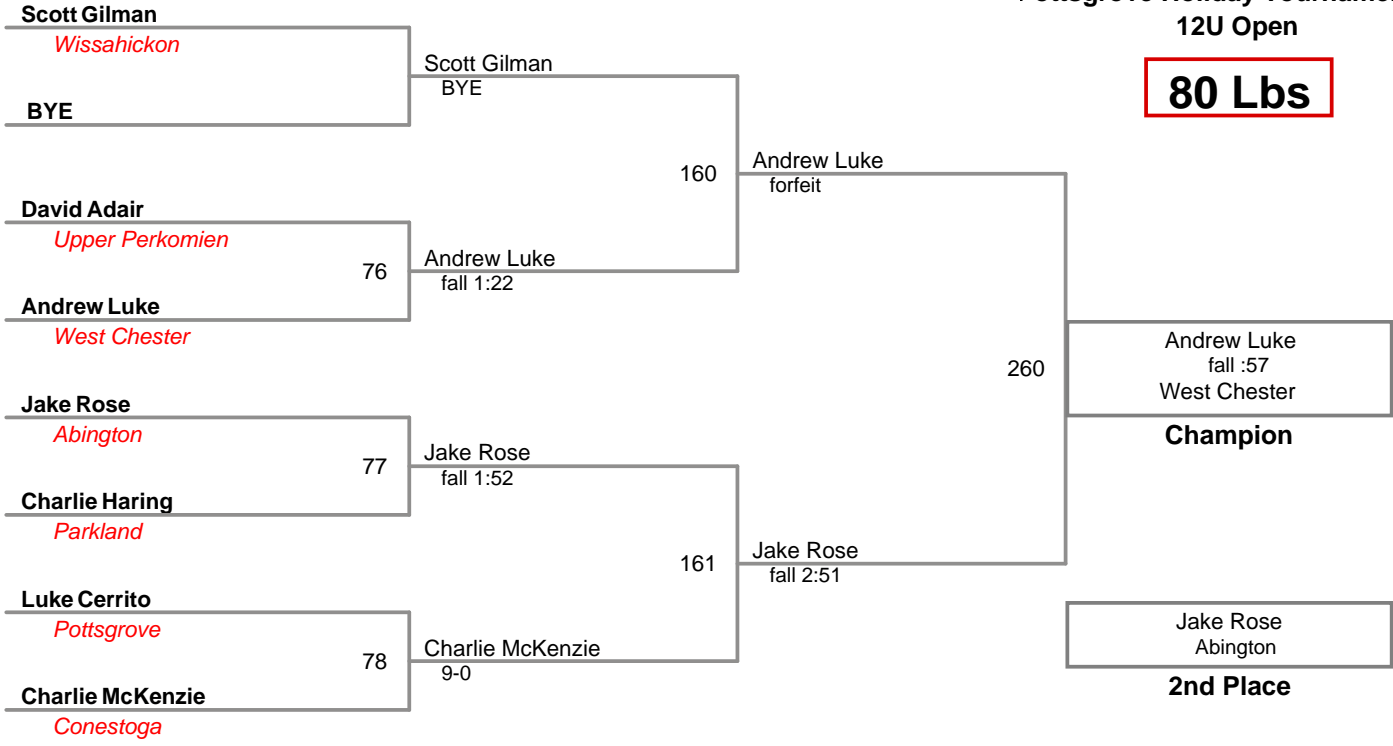 Holiday
12U Open
80 Lbs
Scott Gilman
Wissahickon
BYE
David Adair
Upper Perkomien
76
Andrew Luke
West Chester
Jake Rose
Abington
77
Charlie Haring
Parkland
Luke Cerrito
Pottsgrove
78
Charlie McKenzie
Conestoga
Scott Gilman
BYE
160
Andrew Luke
fall 1:22
Jake Rose
fall 1:52
161
Charlie McKenzie
9-0
Andrew Luke
forfeit
260
Jake Rose
fall 2:51
Andrew Luke
fall :57
West Chester
Champion
Jake Rose
Abington
2nd Place